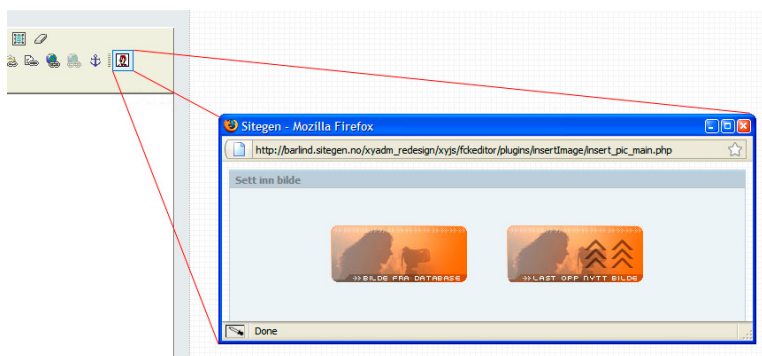 Sitegen - Mozilla Firefox
http://barlind.sitegen.no/xyadm_redesign/xyjs/fckeditor/plugins/insertImage/insert_pic_main.php
Sett inn bilde
>> BILDE FRA DATABASE
>> LAST OPP NYTT BILDE
Done